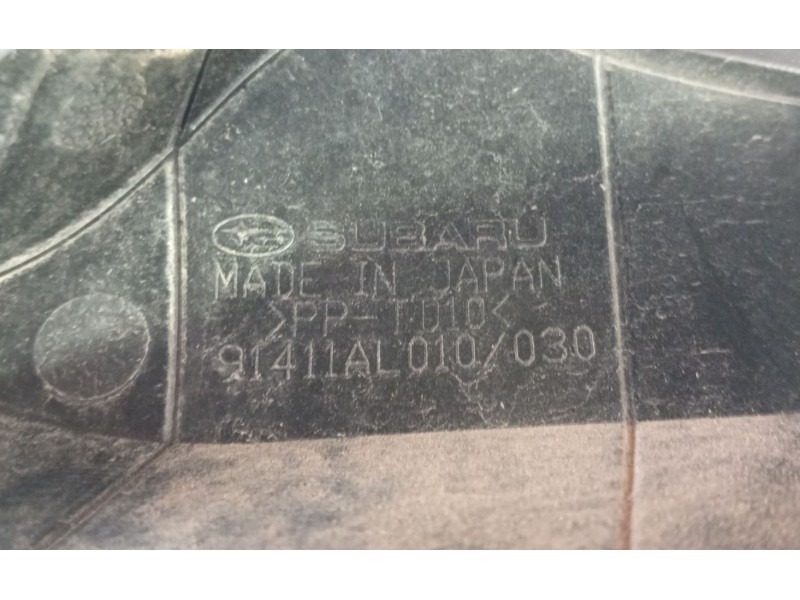 SUBARU
MADE IN JAPAN
>PP-TD10<
91411AL010/030